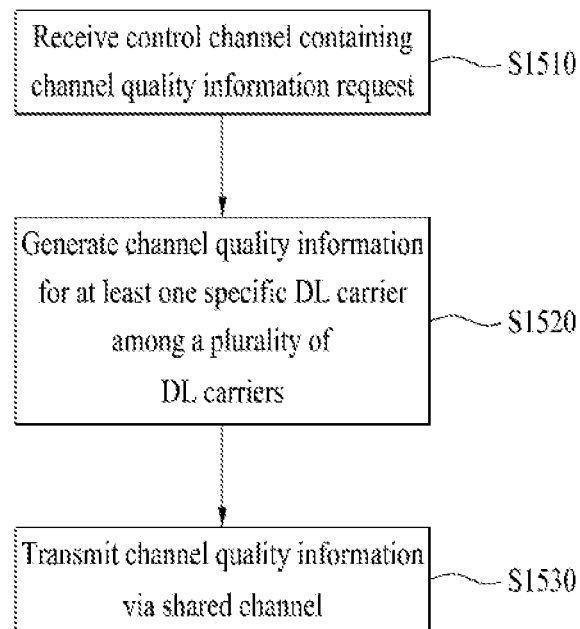 Receive control channel containing
channel quality information request
S1510
Generate channel quality information
for at least one specific DL carrier
among a plurality of
DL carriers
S1520
Transmit channel quality information
via shared channel
S1530